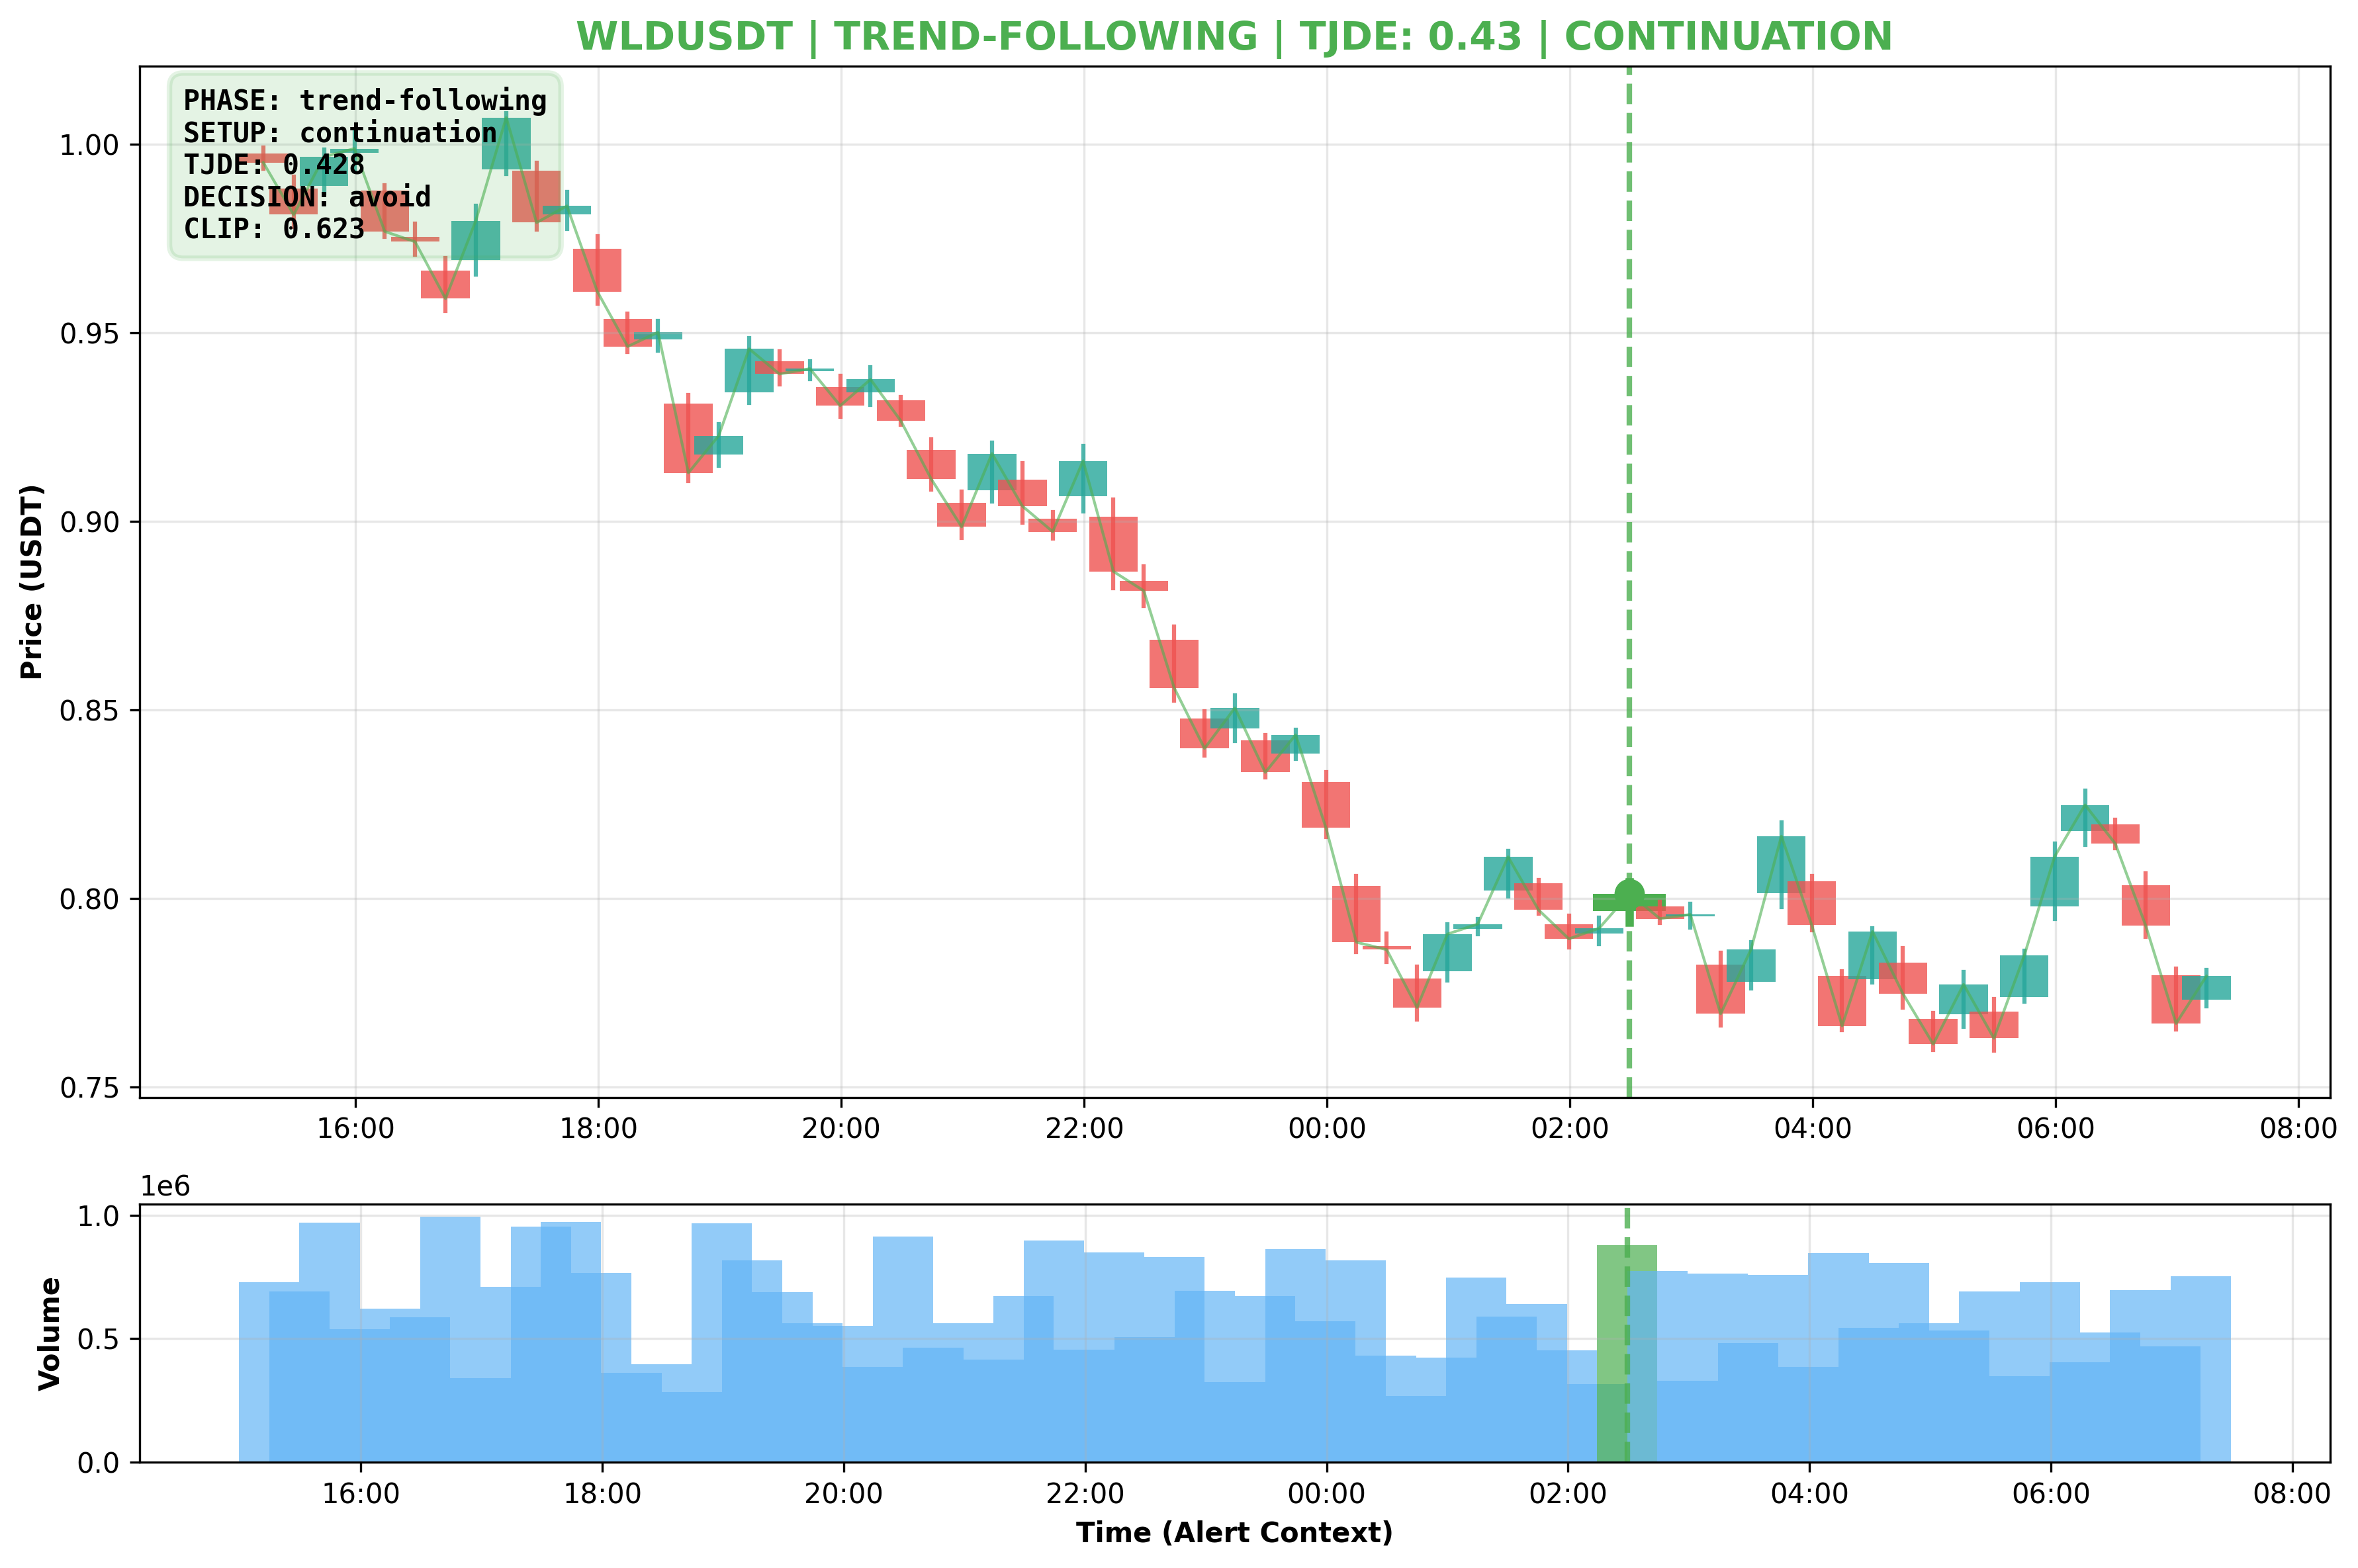 WLDUSDT | TREND-FOLLOWING | TJDE: 0.43 | CONTINUATION
PHASE: trend-following
SETUP: continuation
TJDE: 0.428
DECISION: avoid
CLIP: 0.623
Price (USDT)
1.00
0.95
0.90
0.85
0.80
0.75
16:00 18:00 20:00 22:00 00:00 02:00 04:00 06:00 08:00
1e6
Volume
1.0
0.5
0.0
16:00 18:00 20:00 22:00 00:00 02:00 04:00 06:00 08:00
Time (Alert Context)